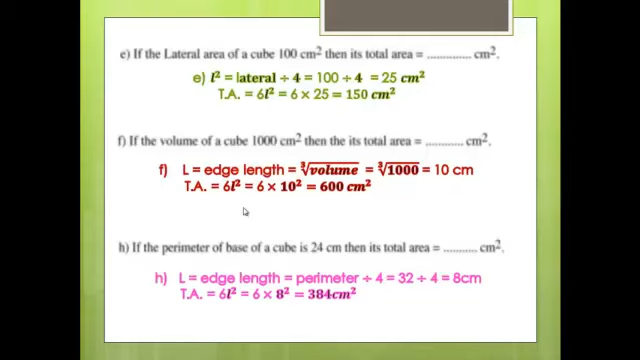 e) If the Lateral area of a cube 100 cm² then its total area = .............. cm².
e) l² = lateral ÷ 4 = 100 ÷ 4 = 25 cm²
T.A. = 6l² = 6 × 25 = 150 cm²
f) If the volume of a cube 1000 cm² then the its total area = ............ cm².
f) L = edge length = ∛volume = ∛1000 = 10 cm
T.A. = 6l² = 6 × 10² = 600 cm²
h) If the perimeter of base of a cube is 24 cm then its total area = .......... cm².
h) L = edge length = perimeter ÷ 4 = 32 ÷ 4 = 8cm
T.A. = 6l² = 6 × 8² = 384cm²